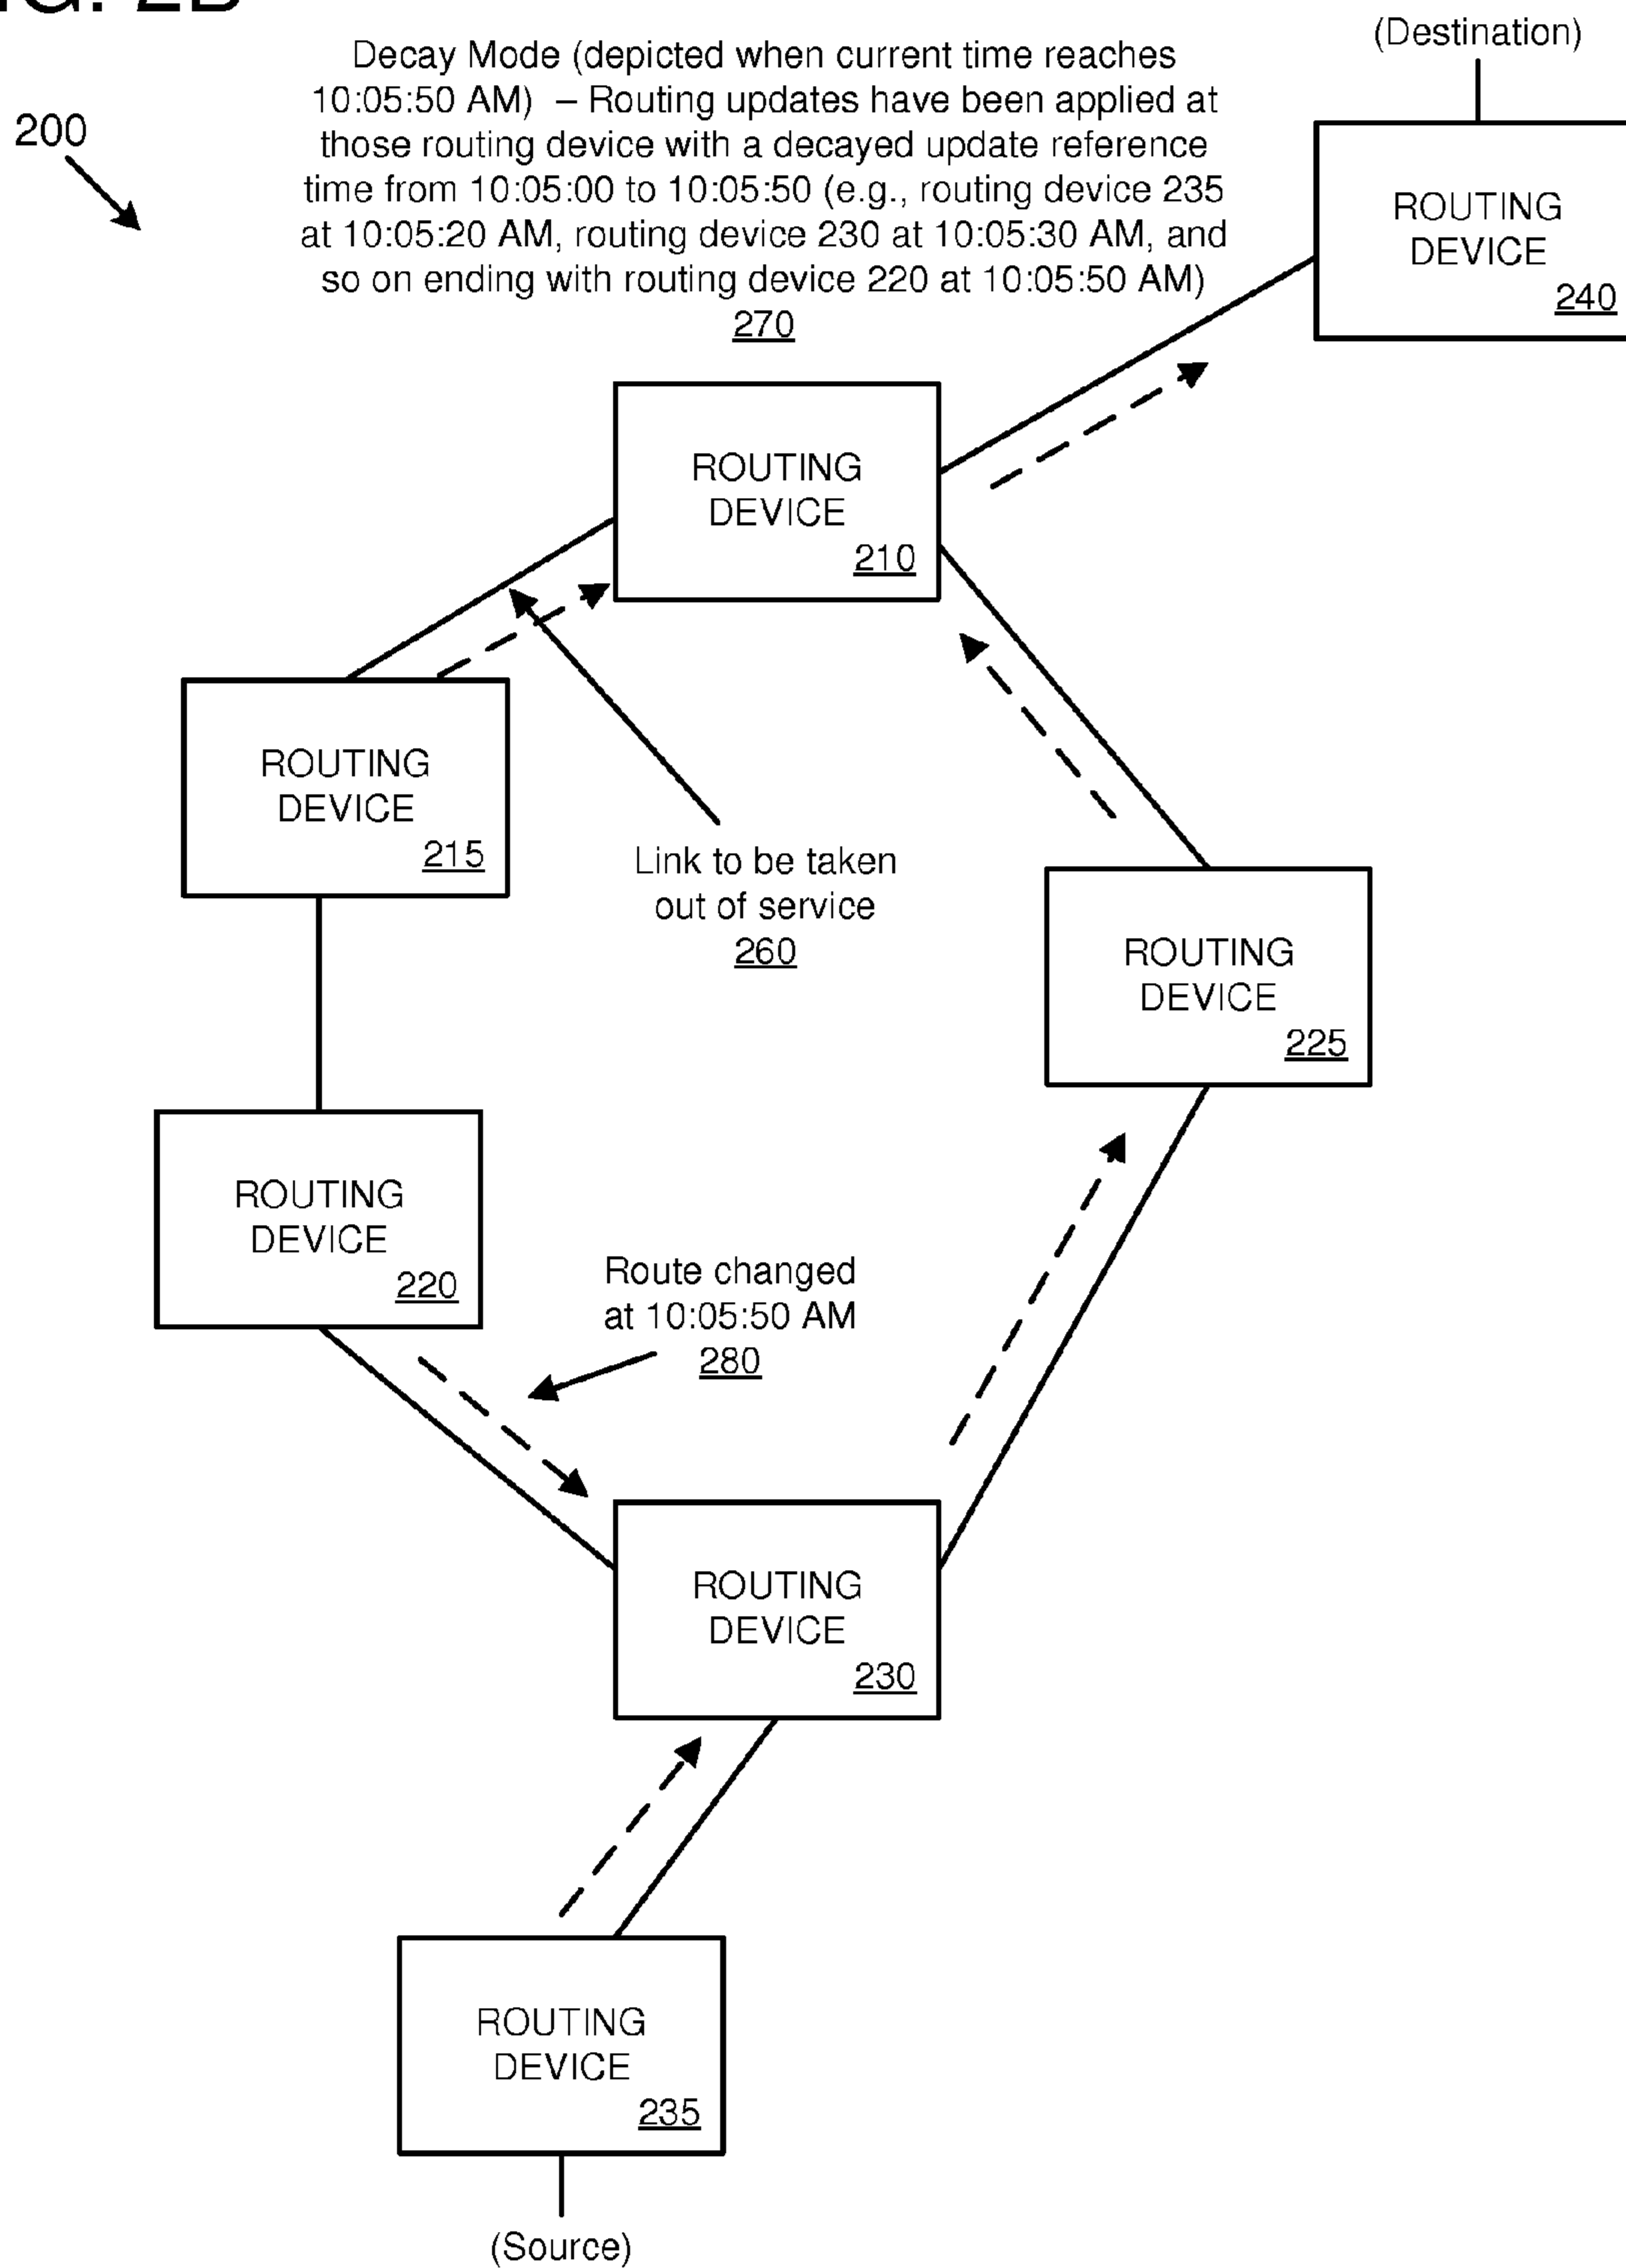 (Destination)
Decay Mode (depicted when current time reaches
10:05:50 AM) – Routing updates have been applied at
those routing device with a decayed update reference
time from 10:05:00 to 10:05:50 (e.g., routing device 235
at 10:05:20 AM, routing device 230 at 10:05:30 AM, and
so on ending with routing device 220 at 10:05:50 AM)
270
200
ROUTING
DEVICE
240
ROUTING
DEVICE
210
ROUTING
DEVICE
215
Link to be taken
out of service
260
ROUTING
DEVICE
225
ROUTING
DEVICE
220
Route changed
at 10:05:50 AM
280
ROUTING
DEVICE
230
ROUTING
DEVICE
235
(Source)